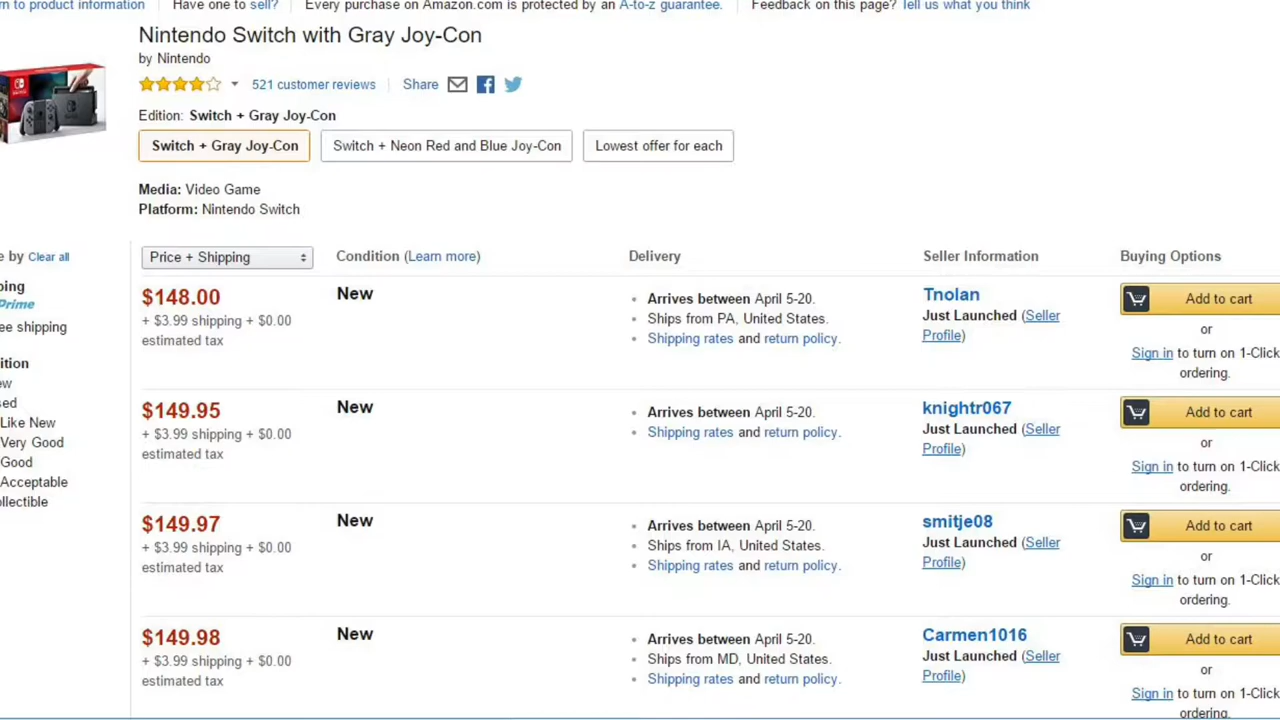 rn to product information Have one to sell? Every purchase on Amazon.com is protected by an A-to-z guarantee. Feedback on this page? Tell us what you think
Nintendo Switch with Gray Joy-Con
by Nintendo
521 customer reviews Share
Edition: Switch + Gray Joy-Con
Switch + Gray Joy-Con Switch + Neon Red and Blue Joy-Con Lowest offer for each
Media: Video Game
Platform: Nintendo Switch
e by Clear all
ping
Prime
ee shipping
ition
ew
sed
Like New
Very Good
Good
Acceptable
ollectible
Price + Shipping Condition (Learn more) Delivery Seller Information Buying Options
$148.00
+ $3.99 shipping + $0.00
estimated tax
New
Arrives between April 5-20.
Ships from PA, United States.
Shipping rates and return policy.
Tnolan
Just Launched (Seller
Profile)
Add to cart
or
Sign in to turn on 1-Click
ordering.
$149.95
+ $3.99 shipping + $0.00
estimated tax
New
Arrives between April 5-20.
Shipping rates and return policy.
knightr067
Just Launched (Seller
Profile)
Add to cart
or
Sign in to turn on 1-Click
ordering.
$149.97
+ $3.99 shipping + $0.00
estimated tax
New
Arrives between April 5-20.
Ships from IA, United States.
Shipping rates and return policy.
smitje08
Just Launched (Seller
Profile)
Add to cart
or
Sign in to turn on 1-Click
ordering.
$149.98
+ $3.99 shipping + $0.00
estimated tax
New
Arrives between April 5-20.
Ships from MD, United States.
Shipping rates and return policy.
Carmen1016
Just Launched (Seller
Profile)
Add to cart
or
Sign in to turn on 1-Click
ordering.